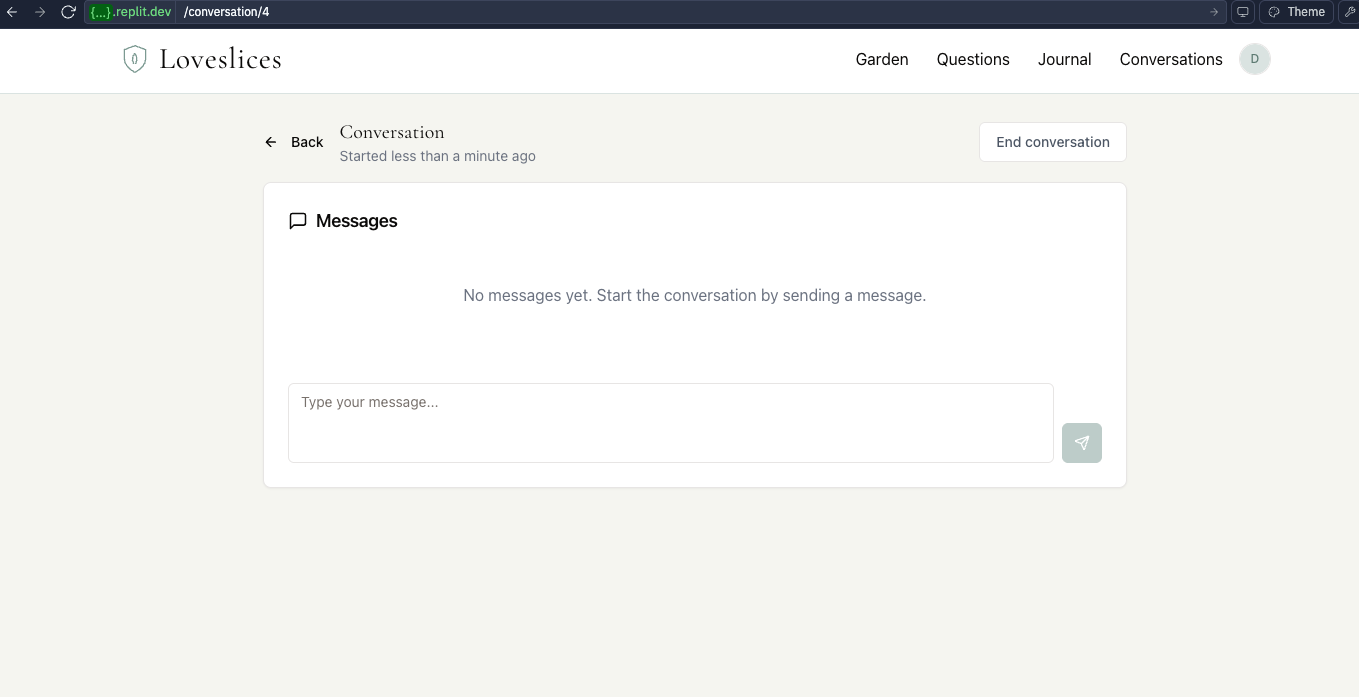 {...}.replit.dev /conversation/4 Theme
Loveslices Garden Questions Journal Conversations D
Back Conversation End conversation
Started less than a minute ago
Messages
No messages yet. Start the conversation by sending a message.
Type your message...